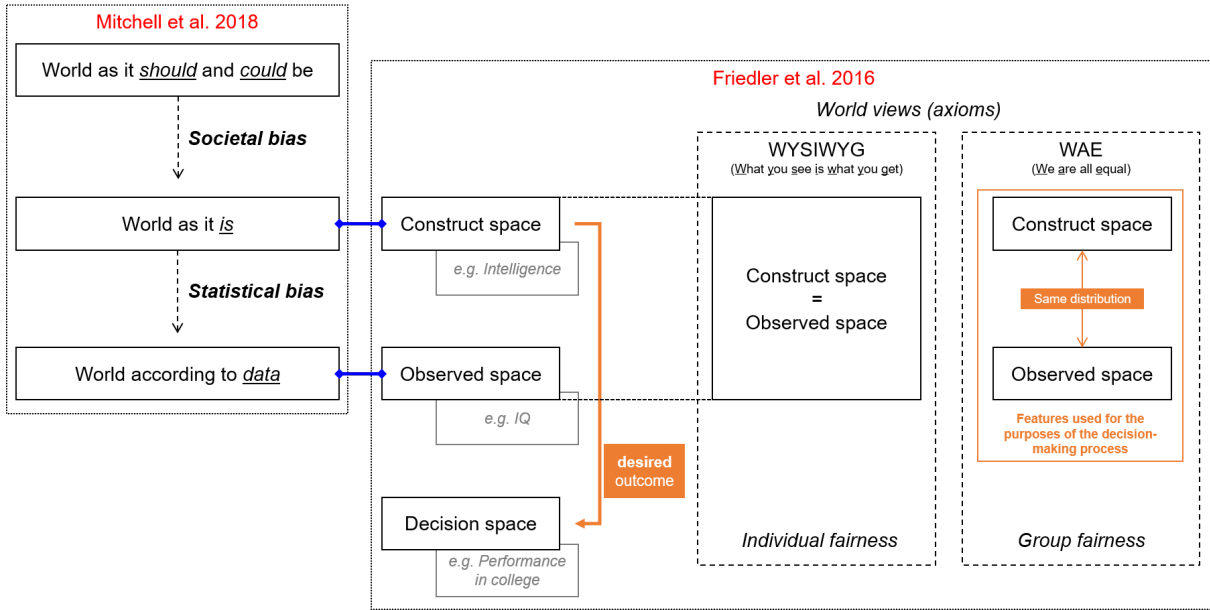 Mitchell et al. 2018
World as it should and could be
Societal bias
World as it is
Statistical bias
World according to data
Friedler et al. 2016
World views (axioms)
Construct space
e.g. Intelligence
Observed space
e.g. IQ
desired
outcome
Decision space
e.g. Performance
in college
WYSIWYG
(What you see is what you get)
Construct space
=
Observed space
Individual fairness
WAE
(We are all equal)
Construct space
Same distribution
Observed space
Features used for the
purposes of the decision-
making process
Group fairness